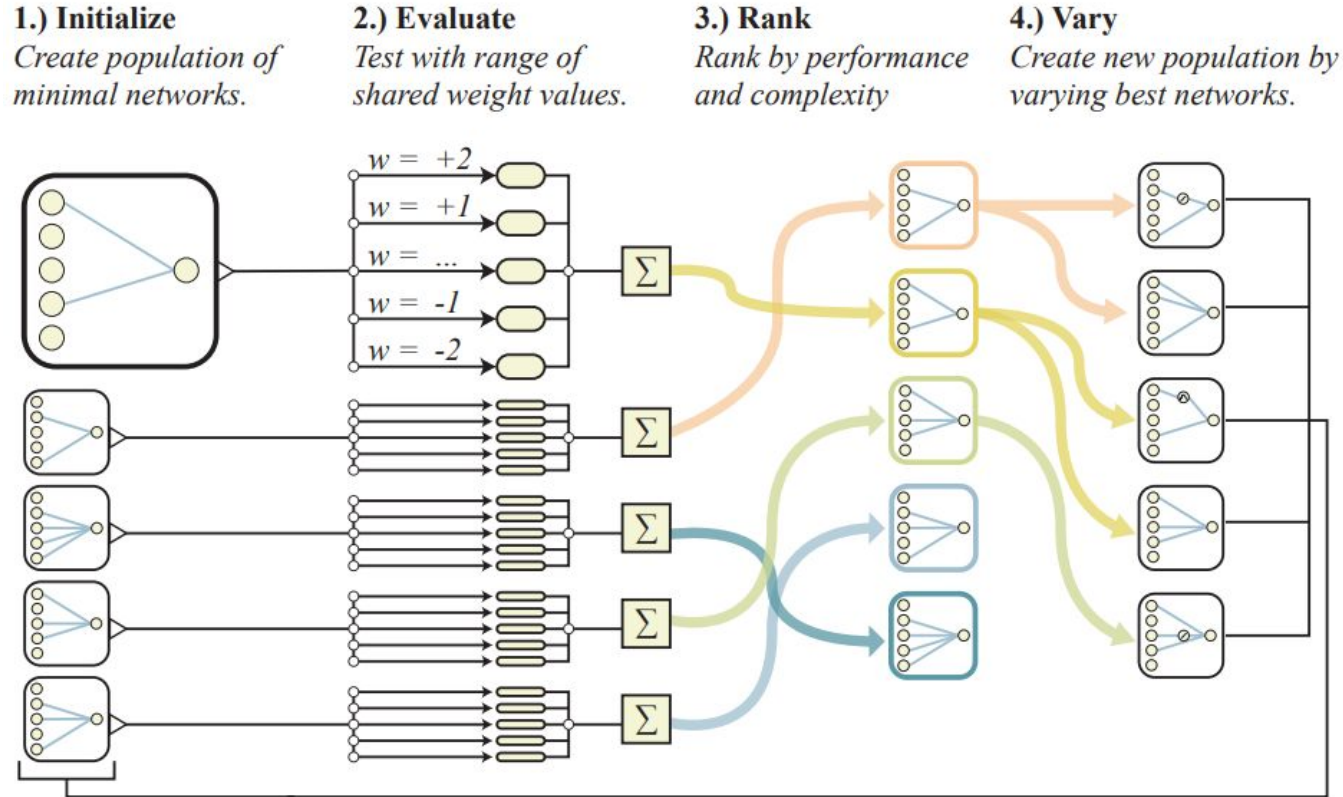 1.) Initialize
Create population of
minimal networks.
2.) Evaluate
Test with range of
shared weight values.
3.) Rank
Rank by performance
and complexity
4.) Vary
Create new population by
varying best networks.
w = +2
w = +1
w = ...
w = -1
w = -2
Σ
Σ
Σ
Σ
Σ